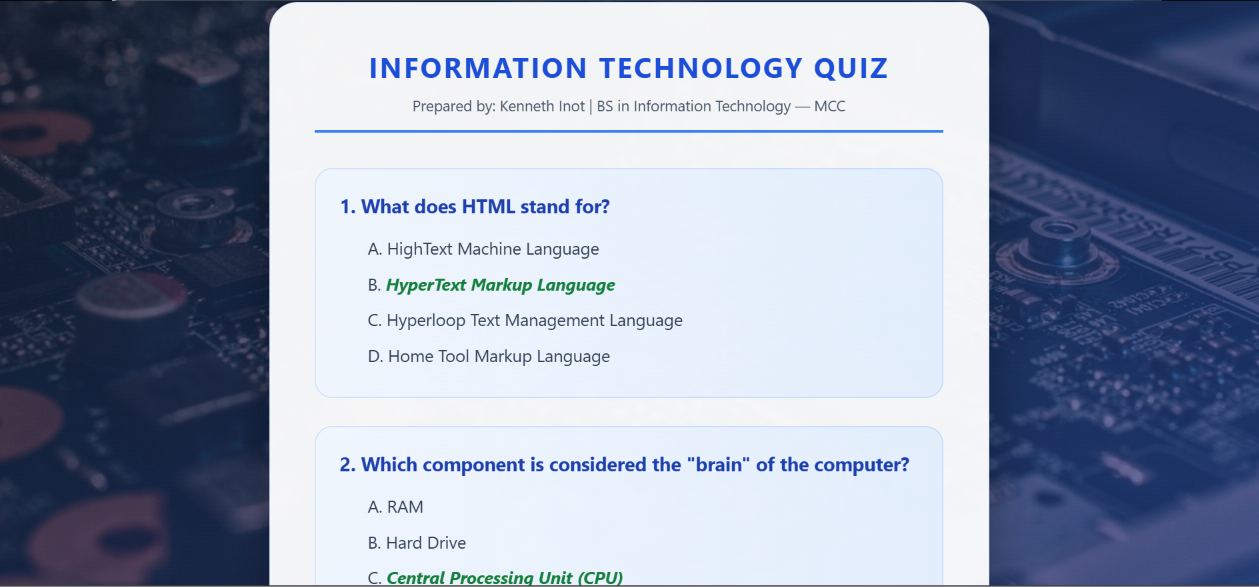 INFORMATION TECHNOLOGY QUIZ
Prepared by: Kenneth Inot | BS in Information Technology — MCC
1. What does HTML stand for?
A. HighText Machine Language
B. HyperText Markup Language
C. Hyperloop Text Management Language
D. Home Tool Markup Language
2. Which component is considered the "brain" of the computer?
A. RAM
B. Hard Drive
C. Central Processing Unit (CPU)